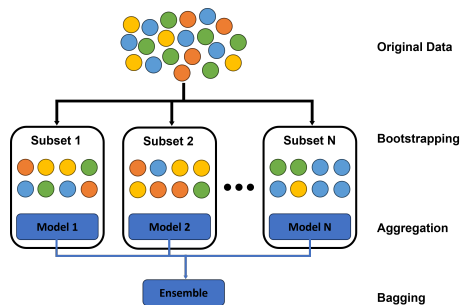 Original Data
Subset 1
Subset 2
Subset N
Bootstrapping
Model 1
Model 2
Model N
Aggregation
Ensemble
Bagging